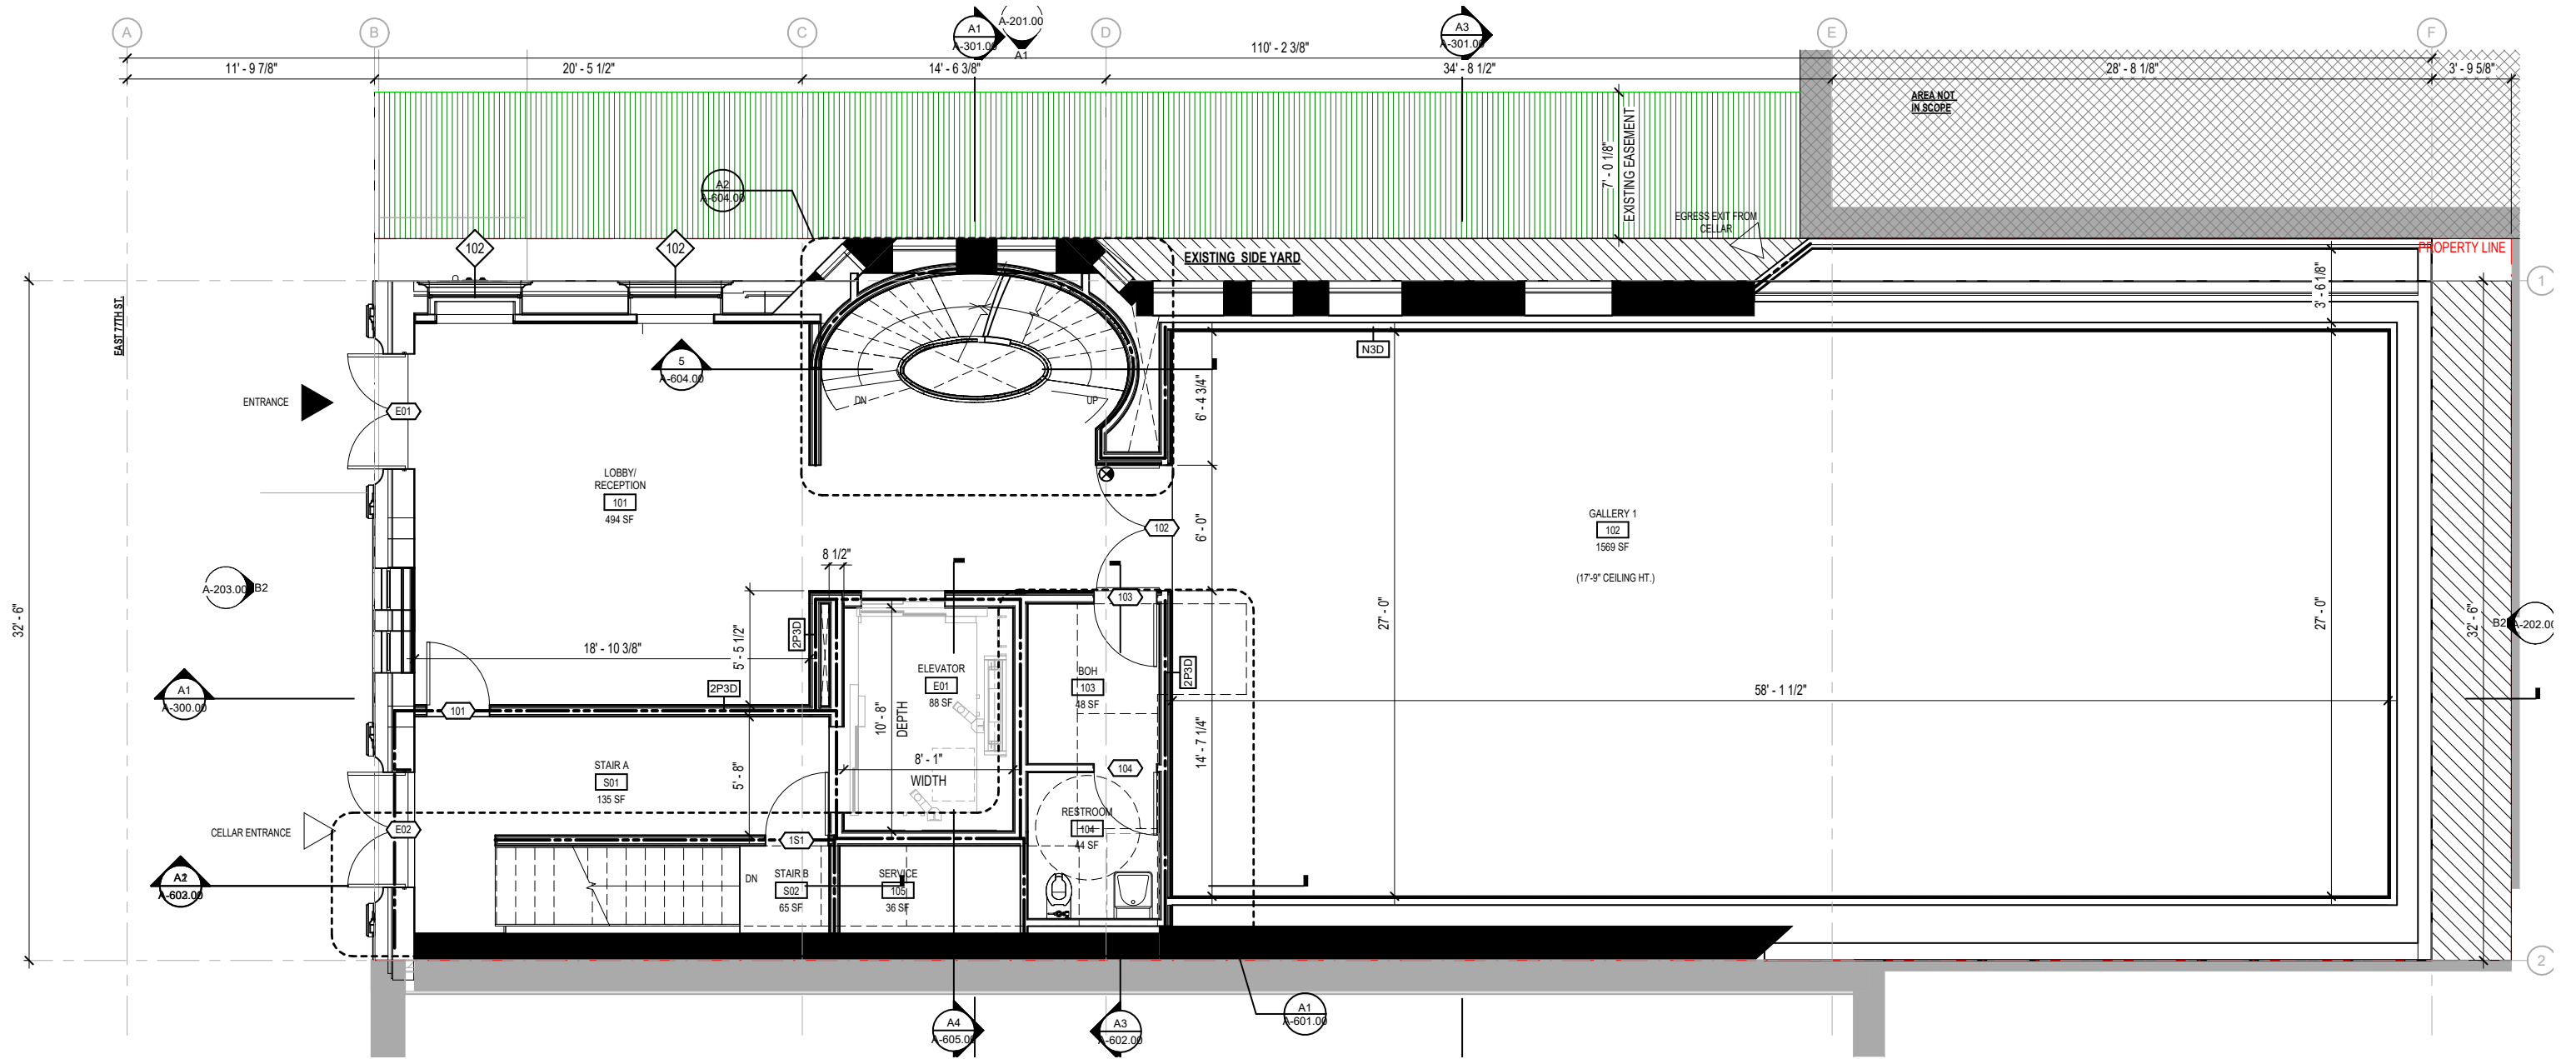 A
B
C
A1
A-301.00
A-201.00
A1
D
A3
A-301.00
E
F
110' - 2 3/8"
11' - 9 7/8"
20' - 5 1/2"
14' - 6 3/8"
34' - 8 1/2"
28' - 8 1/8"
3' - 9 5/8"
AREA NOT
IN SCOPE
7' - 0 1/8"
EXISTING EASEMENT
A2
A-604.00
EGRESS EXIT FROM
CELLAR
102
102
EXISTING SIDE YARD
PROPERTY LINE
1
3' - 6 1/8"
EAST 77TH ST.
N3D
5
A-604.00
ENTRANCE
E01
DN
UP
6' - 4 3/4"
LOBBY/
RECEPTION
101
494 SF
102
6' - 0"
GALLERY 1
102
1569 SF
(17'-9" CEILING HT.)
8 1/2"
A-203.00
B2
103
32' - 6"
27' - 0"
27' - 0"
32' - 6"
B2
A-202.00
2P3D
5' - 5 1/2"
18' - 10 3/8"
ELEVATOR
E01
88 SF
BOH
103
48 SF
2P3D
2P3D
58' - 1 1/2"
A1
A-300.00
101
10' - 8"
DEPTH
14' - 7 1/4"
8' - 1"
WIDTH
104
STAIR A
S01
135 SF
5' - 8"
RESTROOM
104
44 SF
CELLAR ENTRANCE
E02
1S1
DN
STAIR B
S02
65 SF
SERVICE
105
36 SF
2
A4
A-605.00
A3
A-602.00
A1
A-601.00